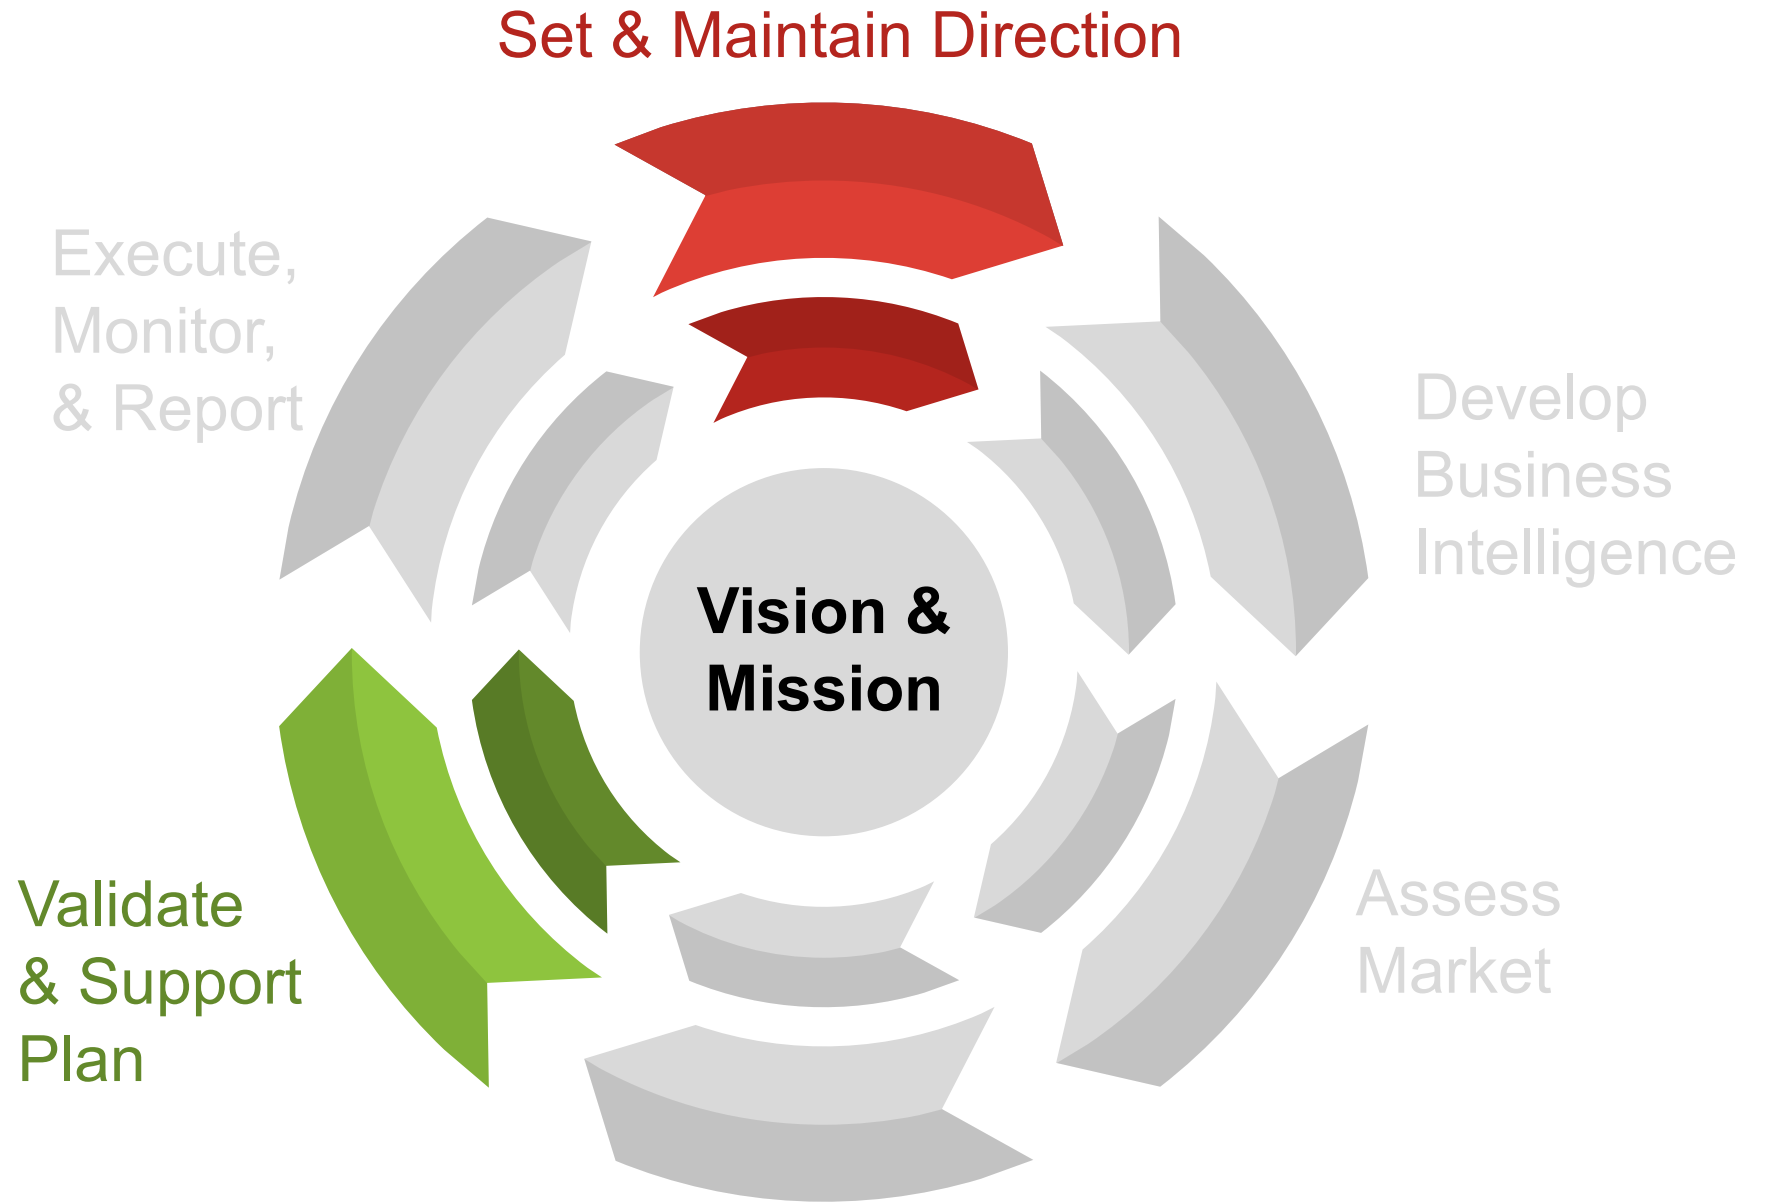 Set & Maintain Direction
Execute,
Monitor,
& Report
Develop
Business
Intelligence
Vision &
Mission
Validate
& Support
Plan
Assess
Market